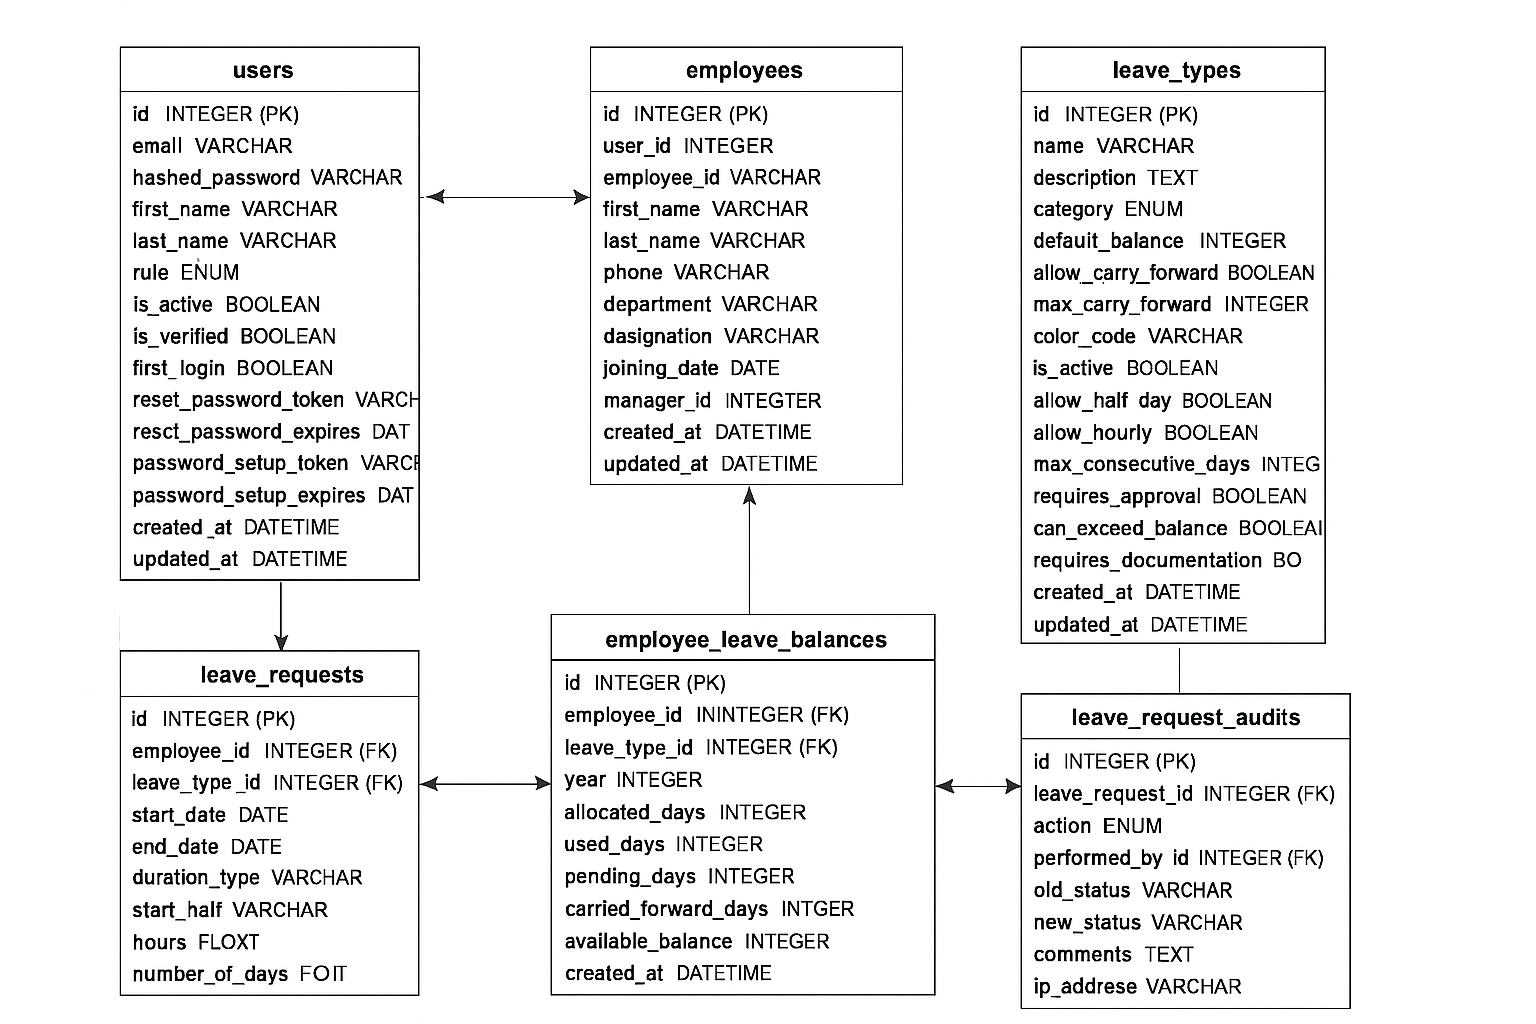 users
id INTEGER (PK)
emall VARCHAR
hashed_password VARCHAR
first_name VARCHAR
last_name VARCHAR
rule ENUM
is_active BOOLEAN
is_verified BOOLEAN
first_login BOOLEAN
reset_password_token VARCH
resct_password_expires DAT
password_setup_token VARCF
password_setup_expires DAT
created_at DATETIME
updated_at DATETIME
employees
id INTEGER (PK)
user_id INTEGER
employee_id VARCHAR
first_name VARCHAR
last_name VARCHAR
phone VARCHAR
department VARCHAR
dasignation VARCHAR
joining_date DATE
manager_id INTEGTER
created_at DATETIME
updated_at DATETIME
leave_types
id INTEGER (PK)
name VARCHAR
description TEXT
category ENUM
defauit_balance INTEGER
allow_carry_forward BOOLEAN
max_carry_forward INTEGER
color_code VARCHAR
is_active BOOLEAN
allow_half day BOOLEAN
allow_hourly BOOLEAN
max_consecutive_days INTEG
requires_approval BOOLEAN
can_exceed_balance BOOLEAI
requires_documentation BO
created_at DATETIME
updated_at DATETIME
leave_requests
id INTEGER (PK)
employee_id INTEGER (FK)
leave_type_id INTEGER (FK)
start_date DATE
end_date DATE
duration_type VARCHAR
start_half VARCHAR
hours FLOXT
number_of_days FOIT
employee_leave_balances
id INTEGER (PK)
employee_id ININTEGER (FK)
leave_type_id INTEGER (FK)
year INTEGER
allocated_days INTEGER
used_days INTEGER
pending_days INTEGER
carried_forward_days INTGER
available_balance INTEGER
created_at DATETIME
leave_request_audits
id INTEGER (PK)
leave_request_id INTEGER (FK)
action ENUM
performed_by id INTEGER (FK)
old_status VARCHAR
new_status VARCHAR
comments TEXT
ip_addrese VARCHAR